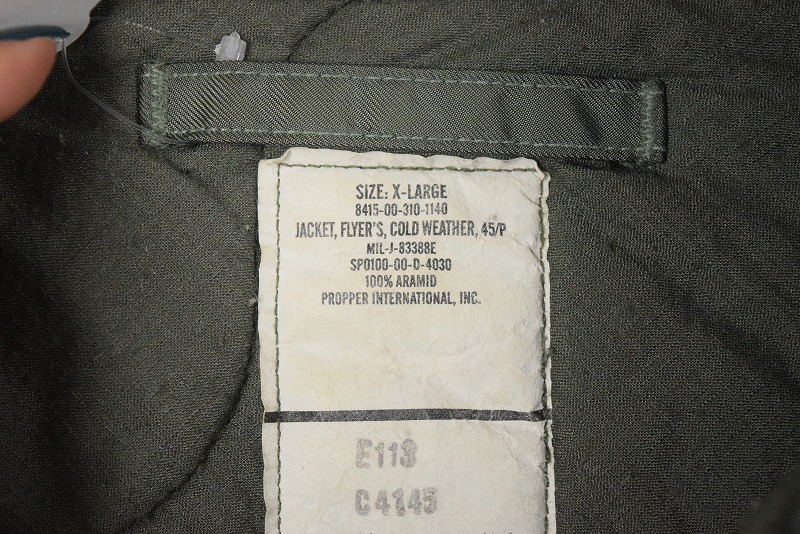 SIZE: X-LARGE
8415-00-310-1140
JACKET, FLYER'S, COLD WEATHER, 45/P
MIL-J-83388E
SPO100-00-D-4030
100% ARAMID
PROPPER INTERNATIONAL, INC.
E113
C4145